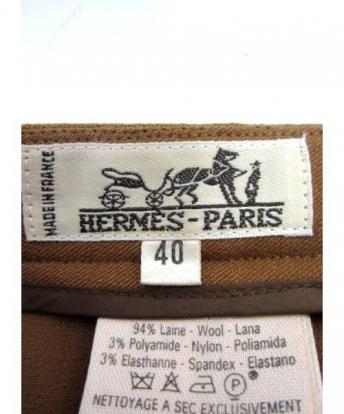 MADE IN FRANCE
HERMÈS-PARIS
40
94% Laine - Wool - Lana
3% Polyamide - Nylon - Poliamida
3% Elasthanne - Spandex - Elastano
P
NETTOYAGE A SEC EXCLUSIVEMENT